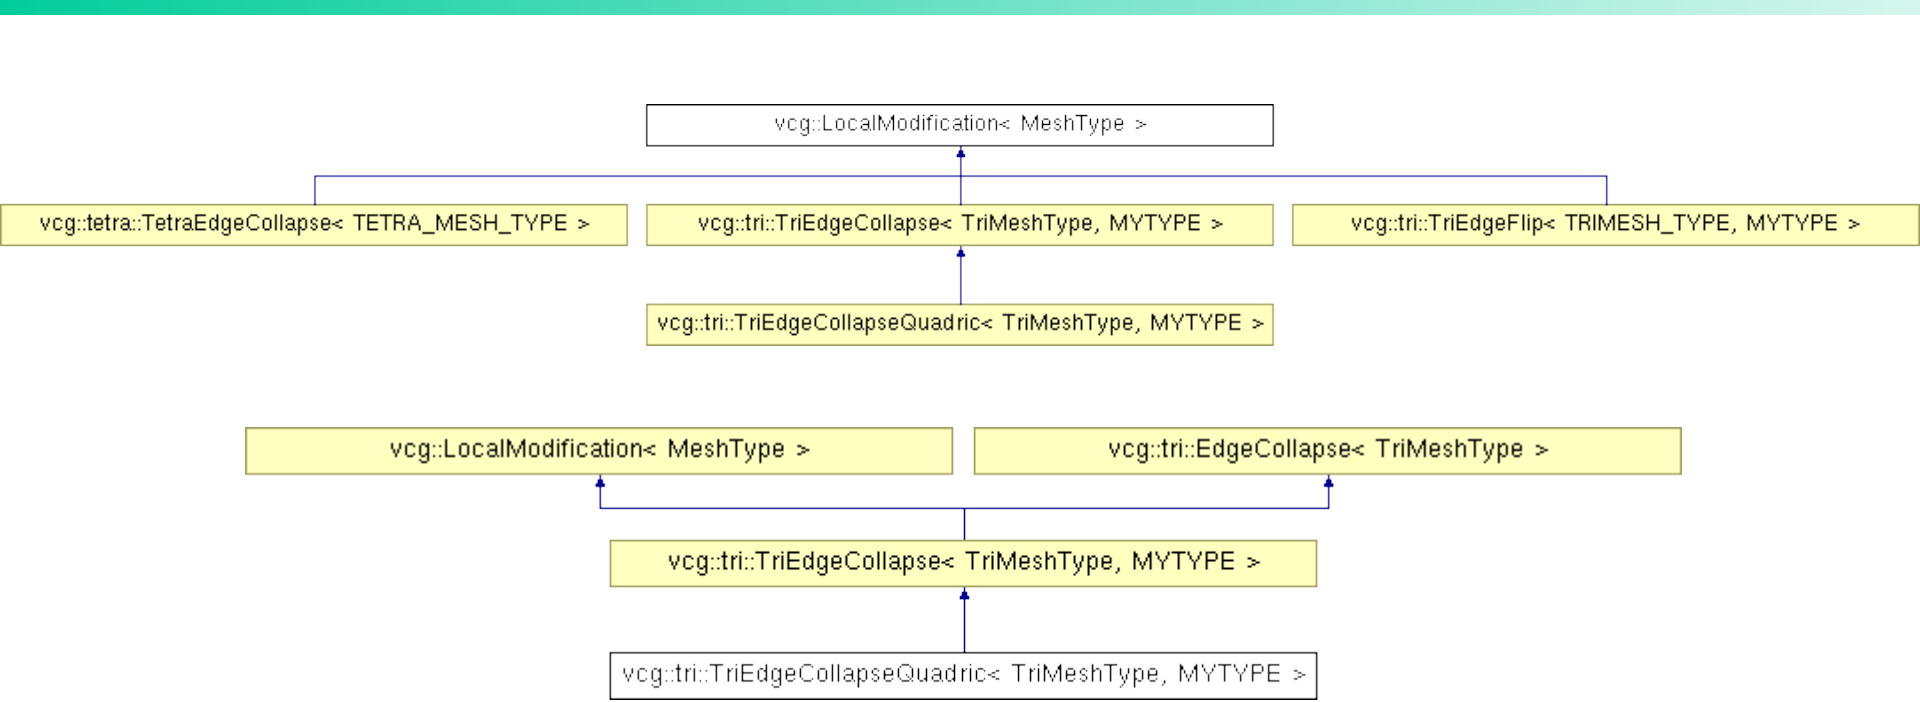 vcg::LocalModification< MeshType >
vcg::tetra::TetraEdgeCollapse< TETRA_MESH_TYPE >
vcg::tri::TriEdgeCollapse< TriMeshType, MYTYPE >
vcg::tri::TriEdgeFlip< TRIMESH_TYPE, MYTYPE >
vcg::tri::TriEdgeCollapseQuadric< TriMeshType, MYTYPE >
vcg::LocalModification< MeshType >
vcg::tri::EdgeCollapse< TriMeshType >
vcg::tri::TriEdgeCollapse< TriMeshType, MYTYPE >
vcg::tri::TriEdgeCollapseQuadric< TriMeshType, MYTYPE >